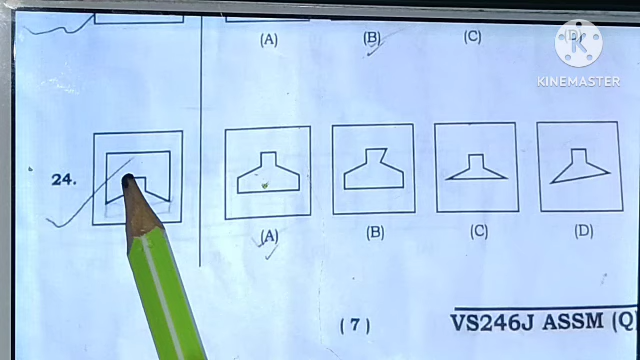 (A) (B) (C) (D)
KINEMASTER
24.
(A) (B) (C) (D)
( 7 )
VS246J ASSM (Q